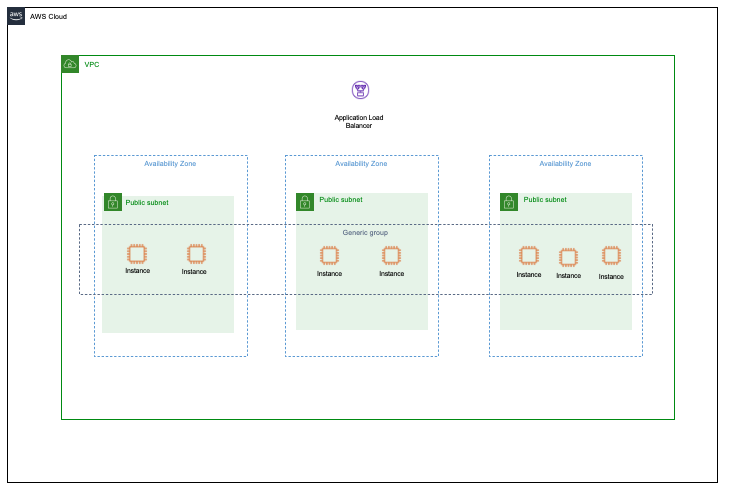 aws
AWS Cloud
VPC
Application Load
Balancer
Availability Zone
Availability Zone
Availability Zone
Public subnet
Public subnet
Public subnet
Generic group
Instance
Instance
Instance
Instance
Instance
Instance
Instance